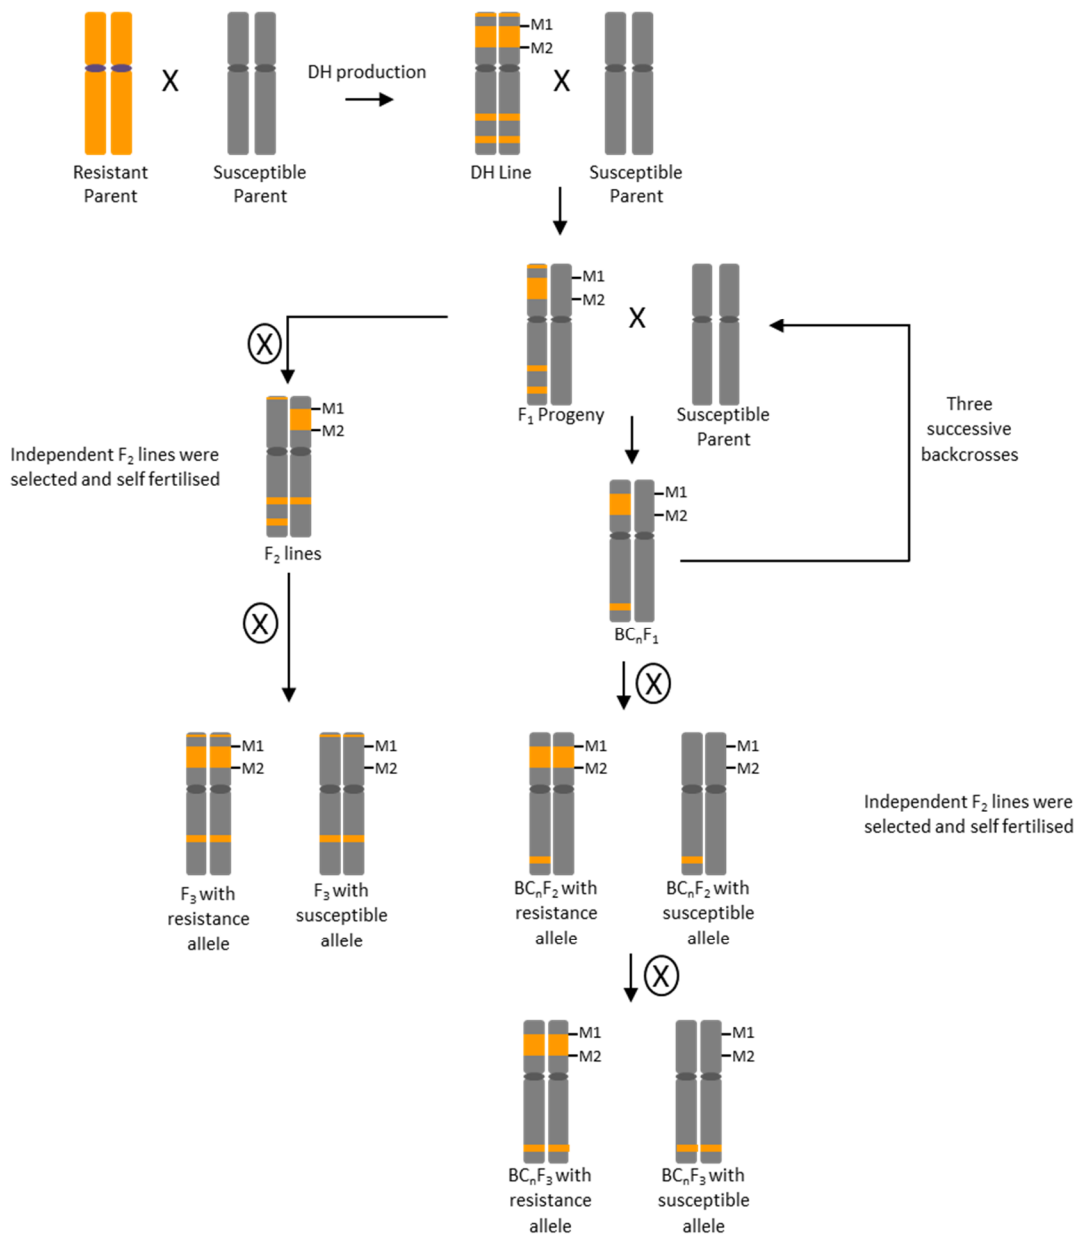 M1
M2
X
DH production
X
Resistant
Parent
Susceptible
Parent
DH Line
Susceptible
Parent
M1
M2
X
X
F1 Progeny
Susceptible
Parent
Three
successive
backcrosses
M1
M2
Independent F2 lines were
selected and self fertilised
F2 lines
M1
M2
BCnF1
X
X
M1
M2
M1
M2
M1
M2
M1
M2
Independent F2 lines were
selected and self fertilised
F3 with
resistance
allele
F3 with
susceptible
allele
BCnF2 with
resistance
allele
BCnF2 with
susceptible
allele
X
M1
M2
M1
M2
BCnF3 with
resistance
allele
BCnF3 with
susceptible
allele